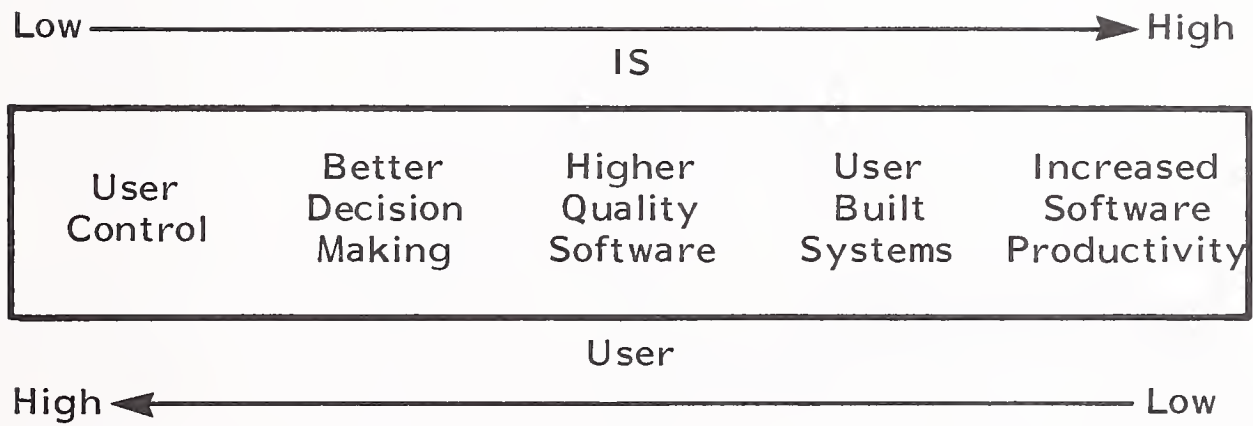 Low High
IS
User
Control
Better
Decision
Making
Higher
Quality
Software
User
Built
Systems
Increased
Software
Productivity
User
High Low